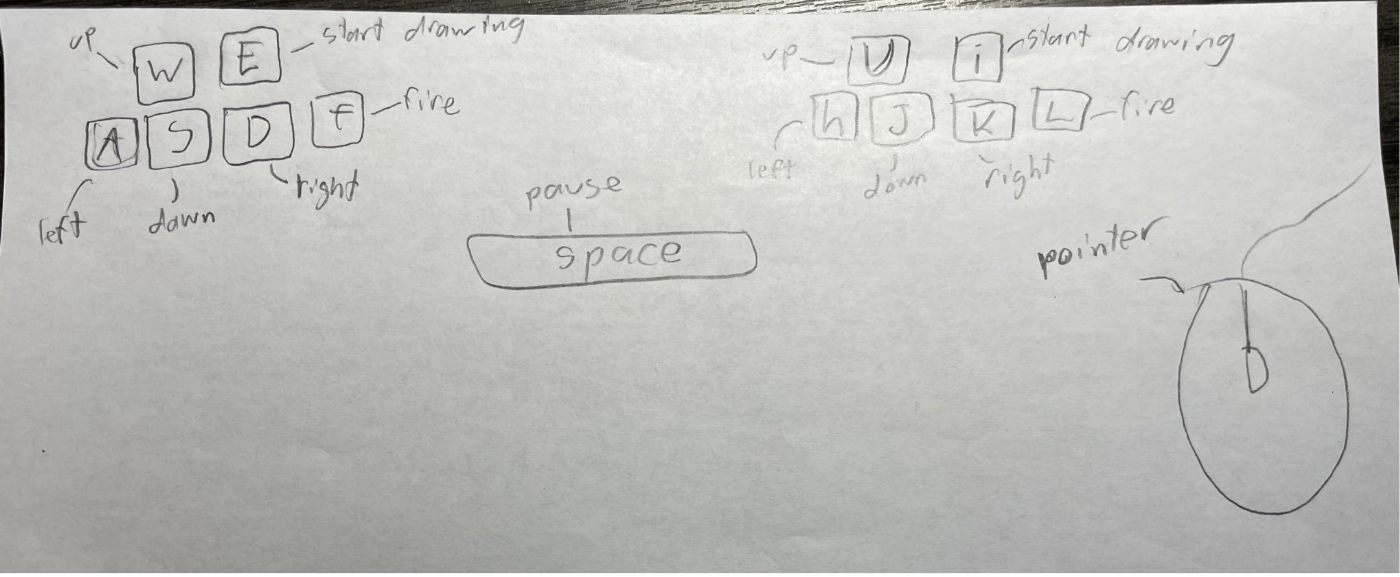 up
W
E
start drawing
A
S
D
f
fire
left
down
right
up
U
i
start drawing
h
J
K
L
fire
left
down
right
pause
space
pointer